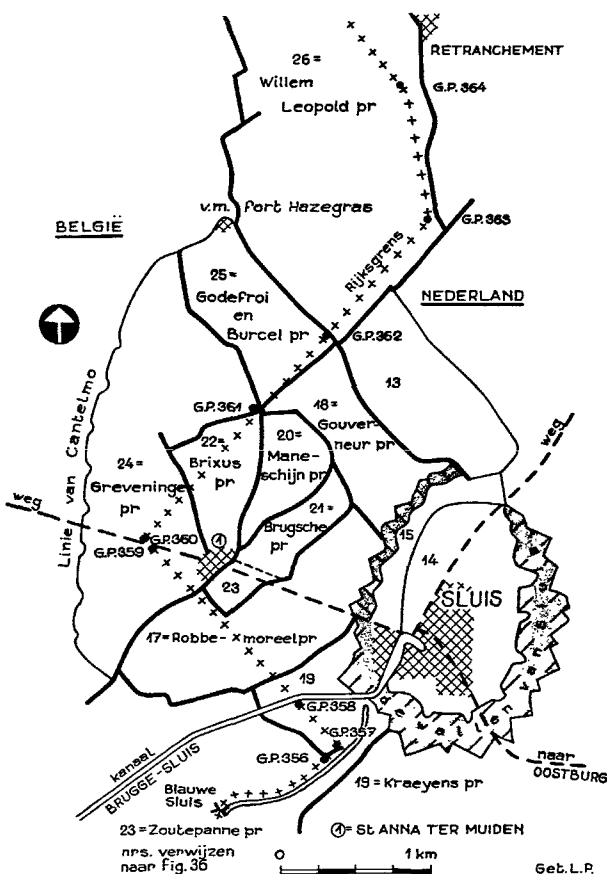 RETRANCHEMENT
26=
Willem
Leopold pr
G.P.364
v.m. Fort Hazegras
BELGIË
G.P.363
Rijksgrens
25=
Godefroi
en
Burcel pr
NEDERLAND
G.P.362
13
G.P.361
18=
Gouver-
neur pr
Linie van Cantelmo
22=
Brixus
pr
20=
Mane-
schijn pr
weg
24=
Greveninge
pr
weg
21=
Brugsche
pr
G.P.360
G.P.359
①
15
14
23
SLUIS
17=Robbe-moreelpr
19
wallen van
G.P.358
G.P.357
G.P.356
kanaal
BRUGGE-SLUIS
naar
OOSTBURG
Blauwe
Sluis
19=Kraeyens pr
23=Zoutepanne pr
①=St ANNA TER MUIDEN
nrs. verwijzen
naar Fig.36
0 1 km
Get.L.P.